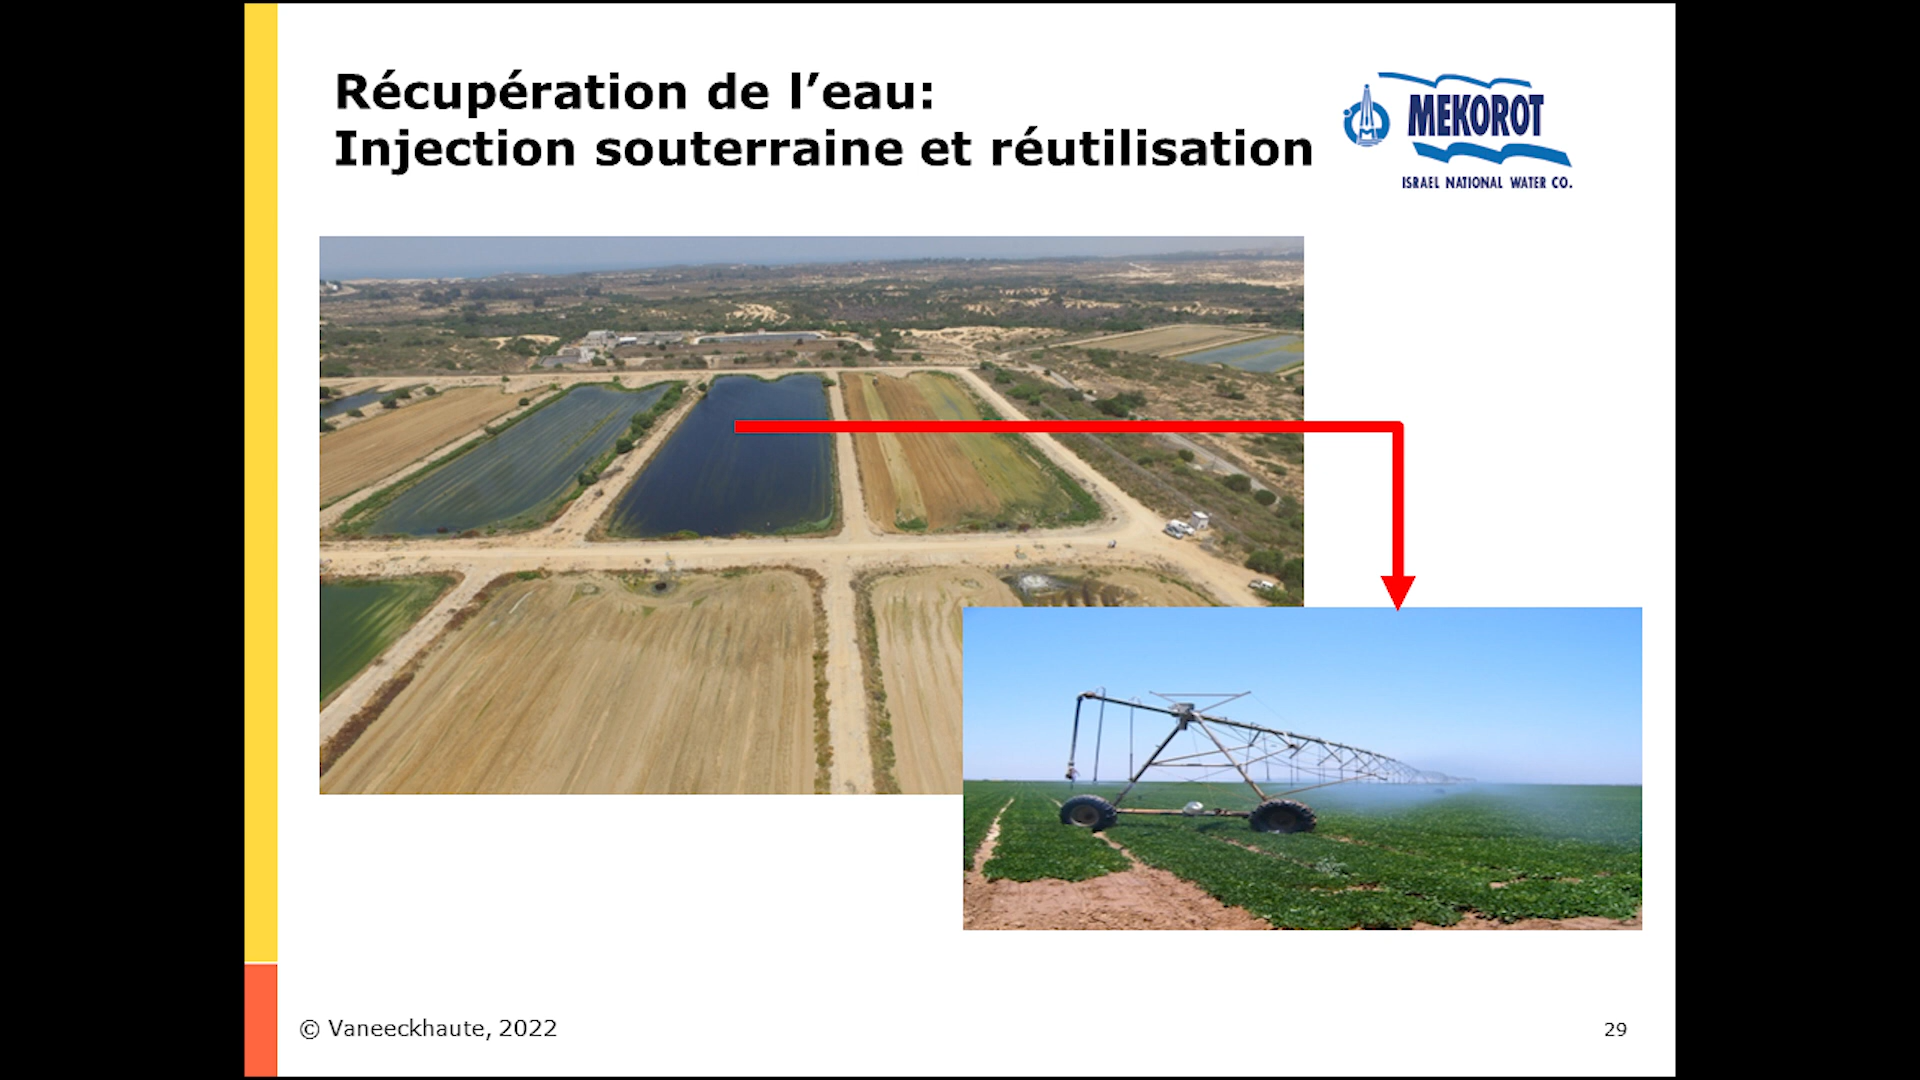 Récupération de l’eau:
Injection souterraine et réutilisation
MEKOROT
ISRAEL NATIONAL WATER CO.
© Vaneeckhaute, 2022
29